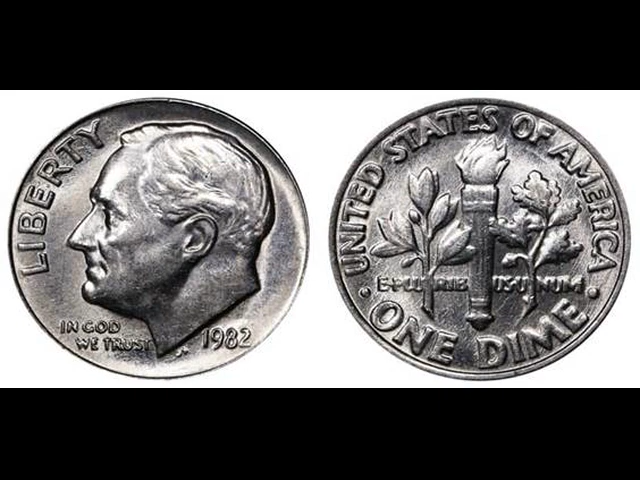 LIBERTY
IN GOD
WE TRUST
1982
UNITED STATES OF AMERICA
E·PLURIBUS·UNUM
· ONE DIME ·